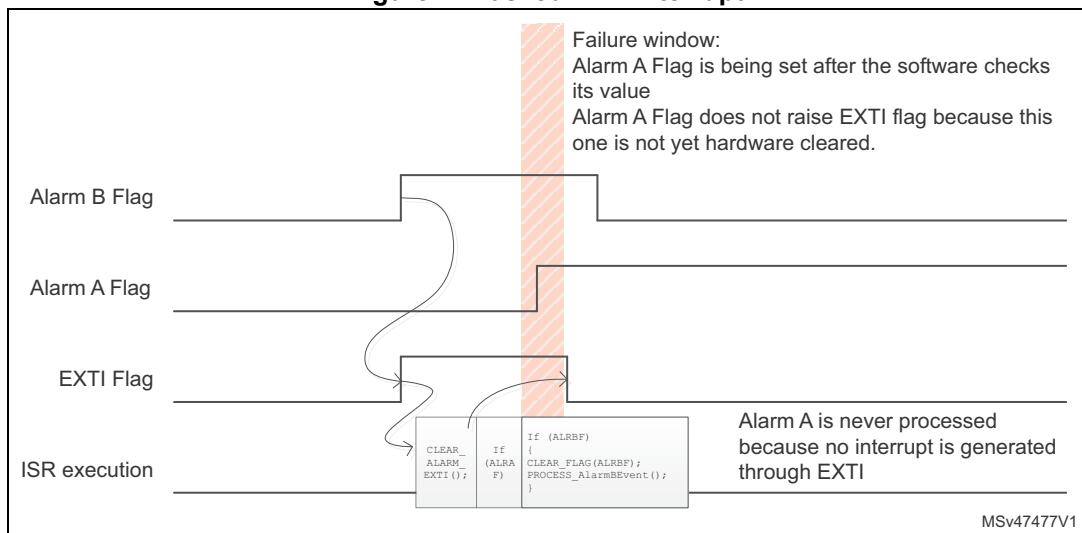 Failure window:
Alarm A Flag is being set after the software checks
its value
Alarm A Flag does not raise EXTI flag because this
one is not yet hardware cleared.
Alarm B Flag
Alarm A Flag
EXTI Flag
ISR execution
CLEAR_
ALARM_
EXTI();
If
(ALRA
F)
If (ALRBF)
{
CLEAR_FLAG(ALRBF);
PROCESS_AlarmBEvent();
}
Alarm A is never processed
because no interrupt is generated
through EXTI
MSv47477V1